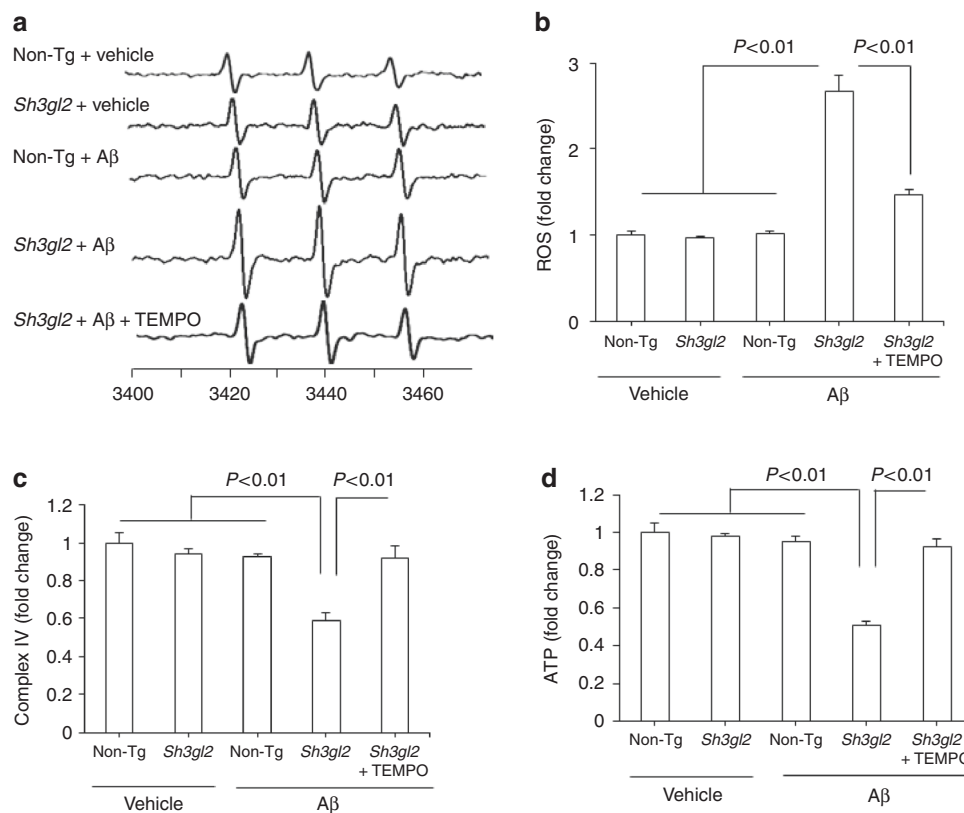 a
Non-Tg + vehicle
Sh3gl2 + vehicle
Non-Tg + Aβ
Sh3gl2 + Aβ
Sh3gl2 + Aβ + TEMPO
3400 3420 3440 3460
b
P<0.01 P<0.01
ROS (fold change)
3
2
1
0
Non-Tg Sh3gl2 Non-Tg Sh3gl2 Sh3gl2
+ TEMPO
Vehicle Aβ
c
P<0.01 P<0.01
Complex IV (fold change)
1.2
1
0.8
0.6
0.4
0.2
0
Non-Tg Sh3gl2 Non-Tg Sh3gl2 Sh3gl2
+ TEMPO
Vehicle Aβ
d
P<0.01 P<0.01
ATP (fold change)
1.2
1
0.8
0.6
0.4
0.2
0
Non-Tg Sh3gl2 Non-Tg Sh3gl2 Sh3gl2
+ TEMPO
Vehicle Aβ